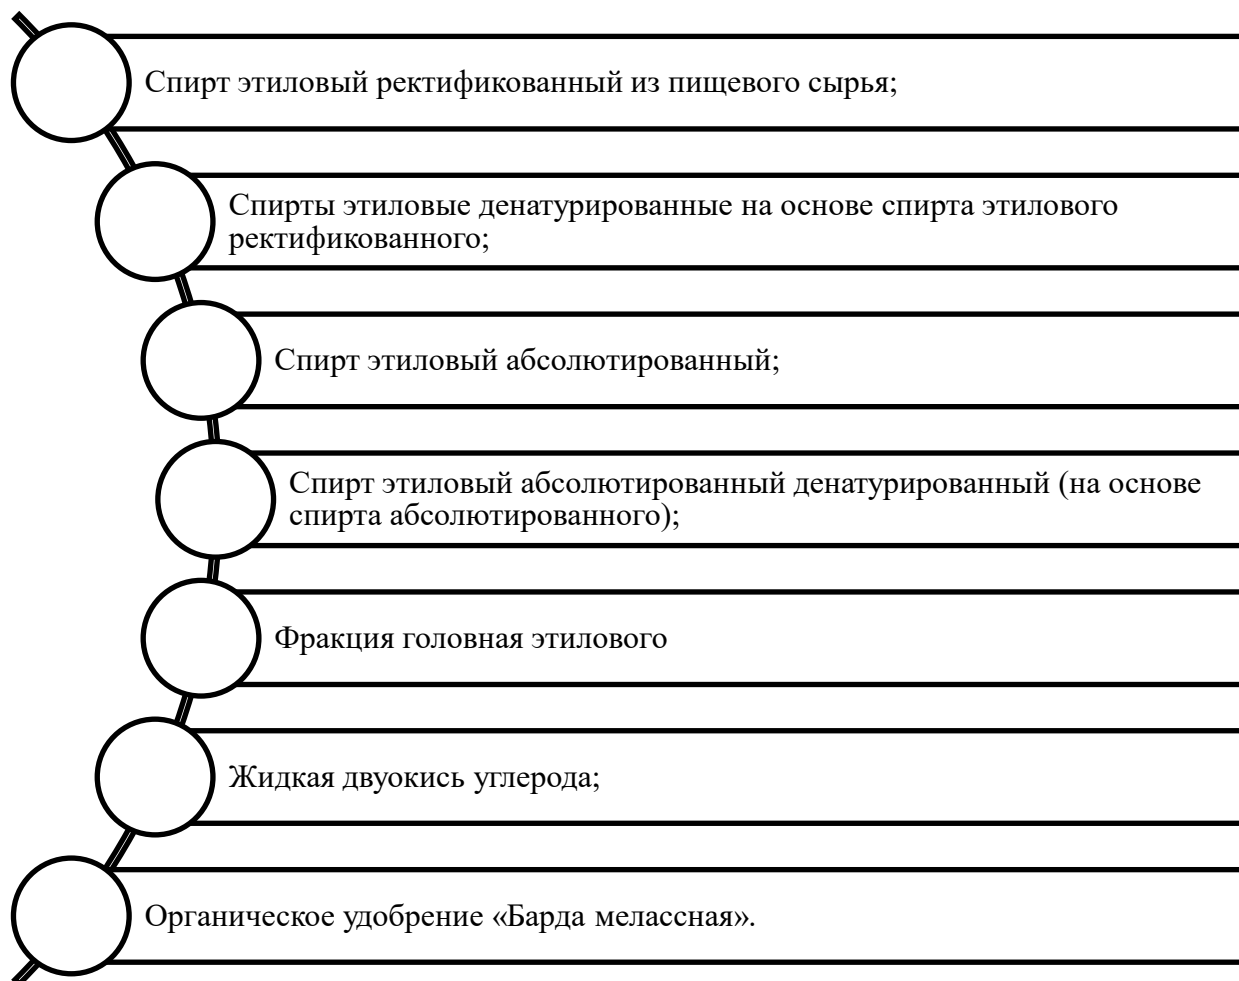 Спирт этиловый ректификованный из пищевого сырья;
Спирты этиловые денатурированные на основе спирта этилового
ректификованного;
Спирт этиловый абсолютированный;
Спирт этиловый абсолютированный денатурированный (на основе
спирта абсолютированного);
Фракция головная этилового
Жидкая двуокись углерода;
Органическое удобрение «Барда мелассная».